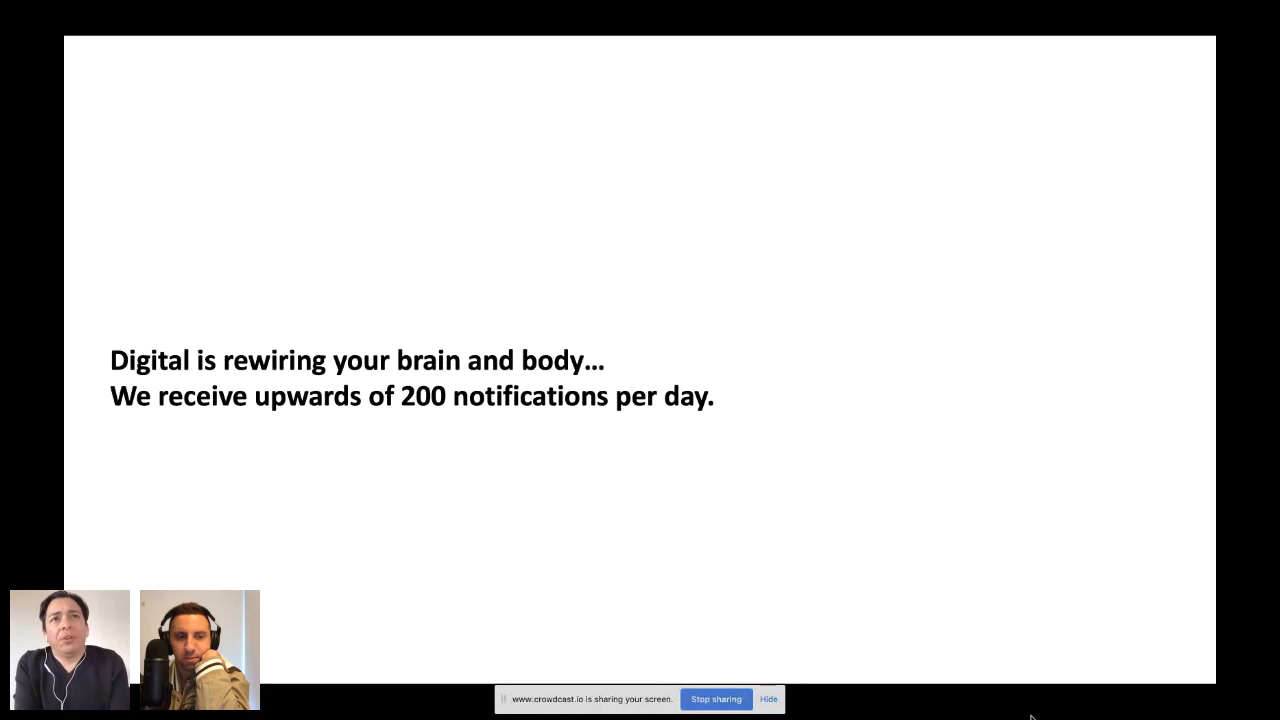 Digital is rewiring your brain and body…
We receive upwards of 200 notifications per day.
www.crowdcast.io is sharing your screen. Stop sharing Hide